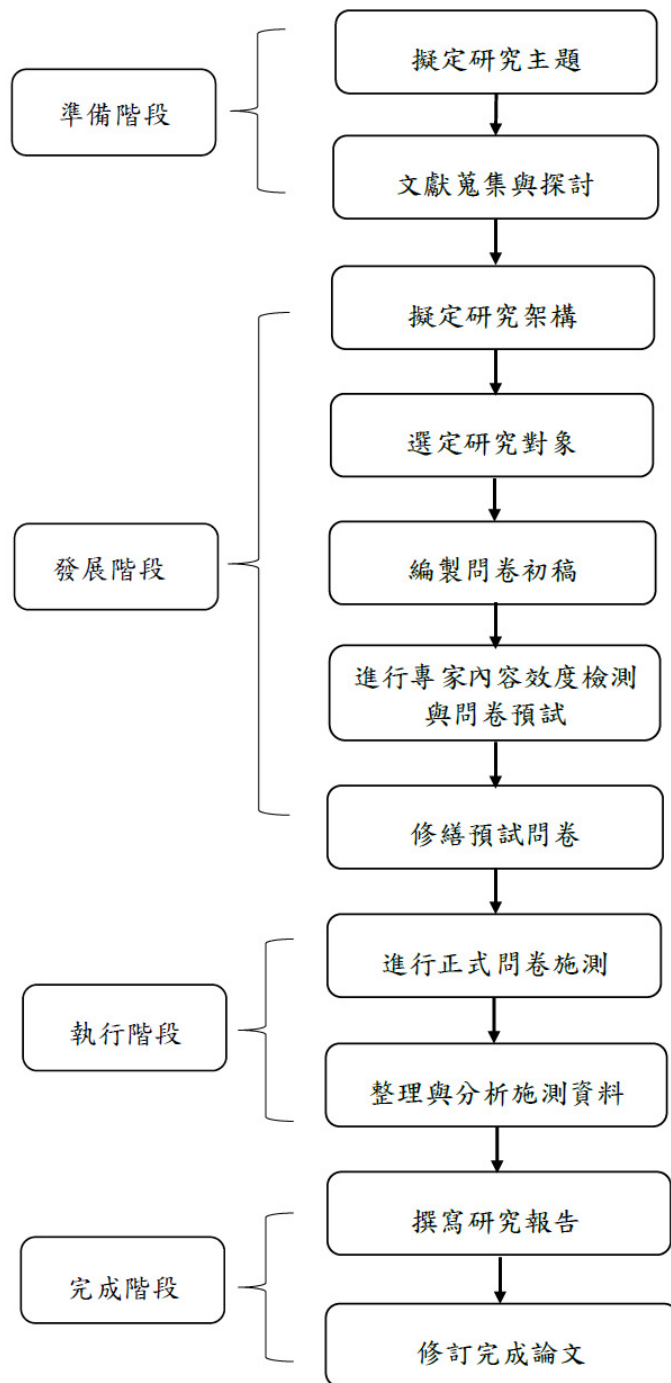 準備階段
擬定研究主題
文獻蒐集與探討
發展階段
擬定研究架構
選定研究對象
編製問卷初稿
進行專家內容效度檢測
與問卷預試
修繕預試問卷
執行階段
進行正式問卷施測
整理與分析施測資料
完成階段
撰寫研究報告
修訂完成論文